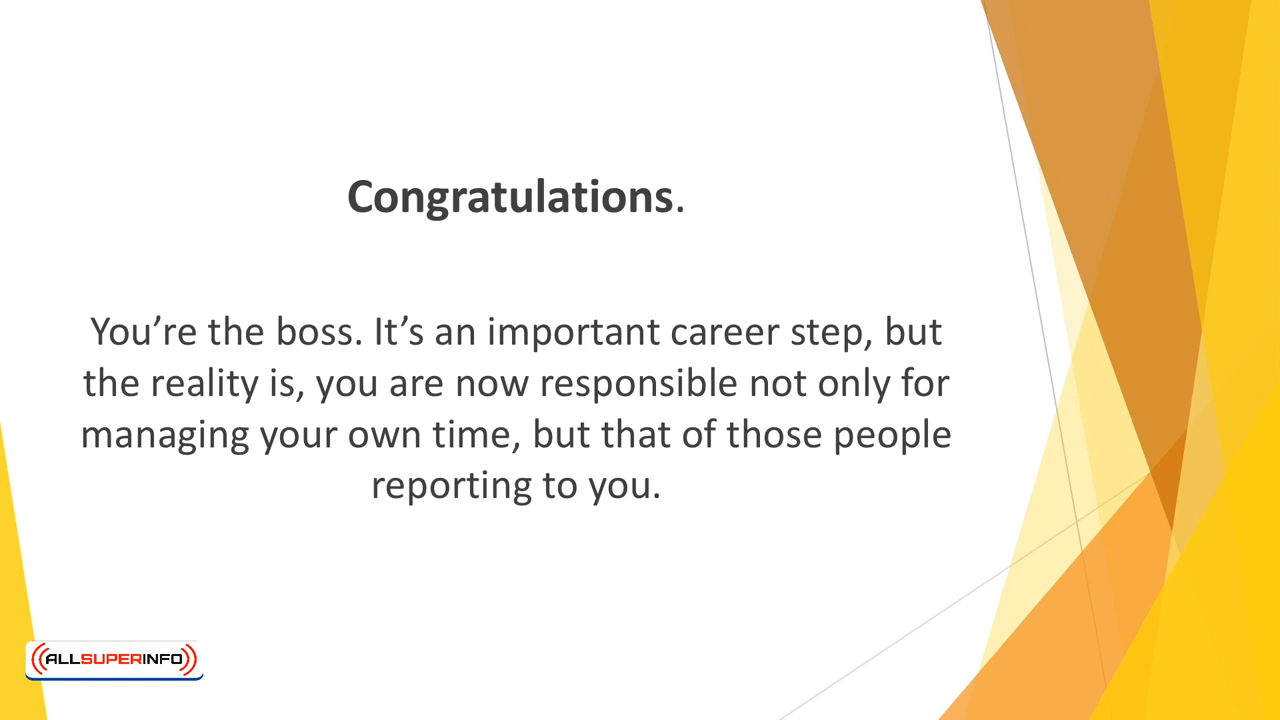 Congratulations.
You’re the boss. It’s an important career step, but
the reality is, you are now responsible not only for
managing your own time, but that of those people
reporting to you.
ALLSUPERINFO